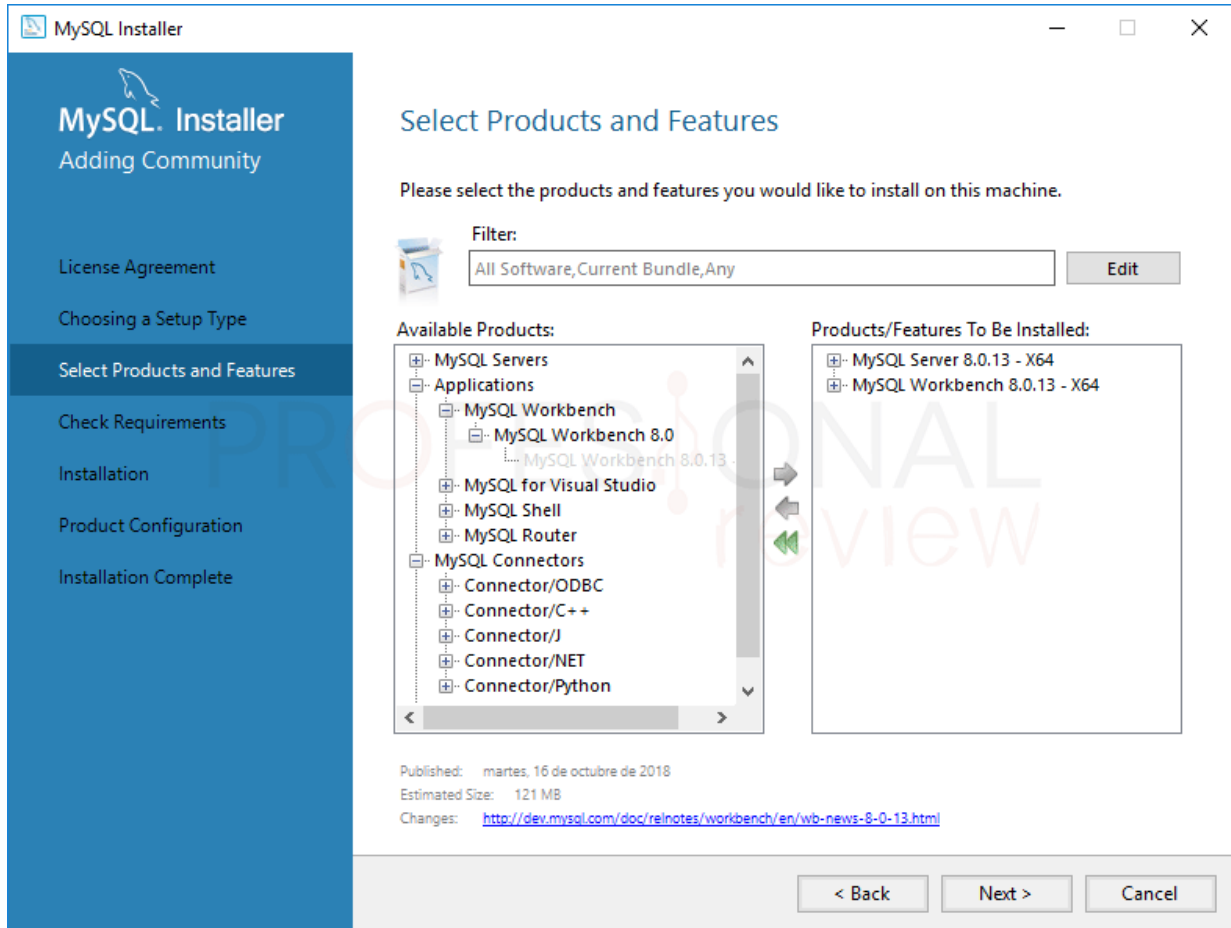 MySQL Installer
MySQL. Installer
Adding Community
License Agreement
Choosing a Setup Type
Select Products and Features
Check Requirements
Installation
Product Configuration
Installation Complete
Select Products and Features
Please select the products and features you would like to install on this machine.
Filter:
All Software,Current Bundle,Any
Edit
Available Products:
MySQL Servers
Applications
MySQL Workbench
MySQL Workbench 8.0
MySQL Workbench 8.0.13 -
MySQL for Visual Studio
MySQL Shell
MySQL Router
MySQL Connectors
Connector/ODBC
Connector/C++
Connector/J
Connector/NET
Connector/Python
Products/Features To Be Installed:
MySQL Server 8.0.13 - X64
MySQL Workbench 8.0.13 - X64
PROFESIONAL
review
Published: martes, 16 de octubre de 2018
Estimated Size: 121 MB
Changes: http://dev.mysql.com/doc/relnotes/workbench/en/wb-news-8-0-13.html
< Back
Next >
Cancel